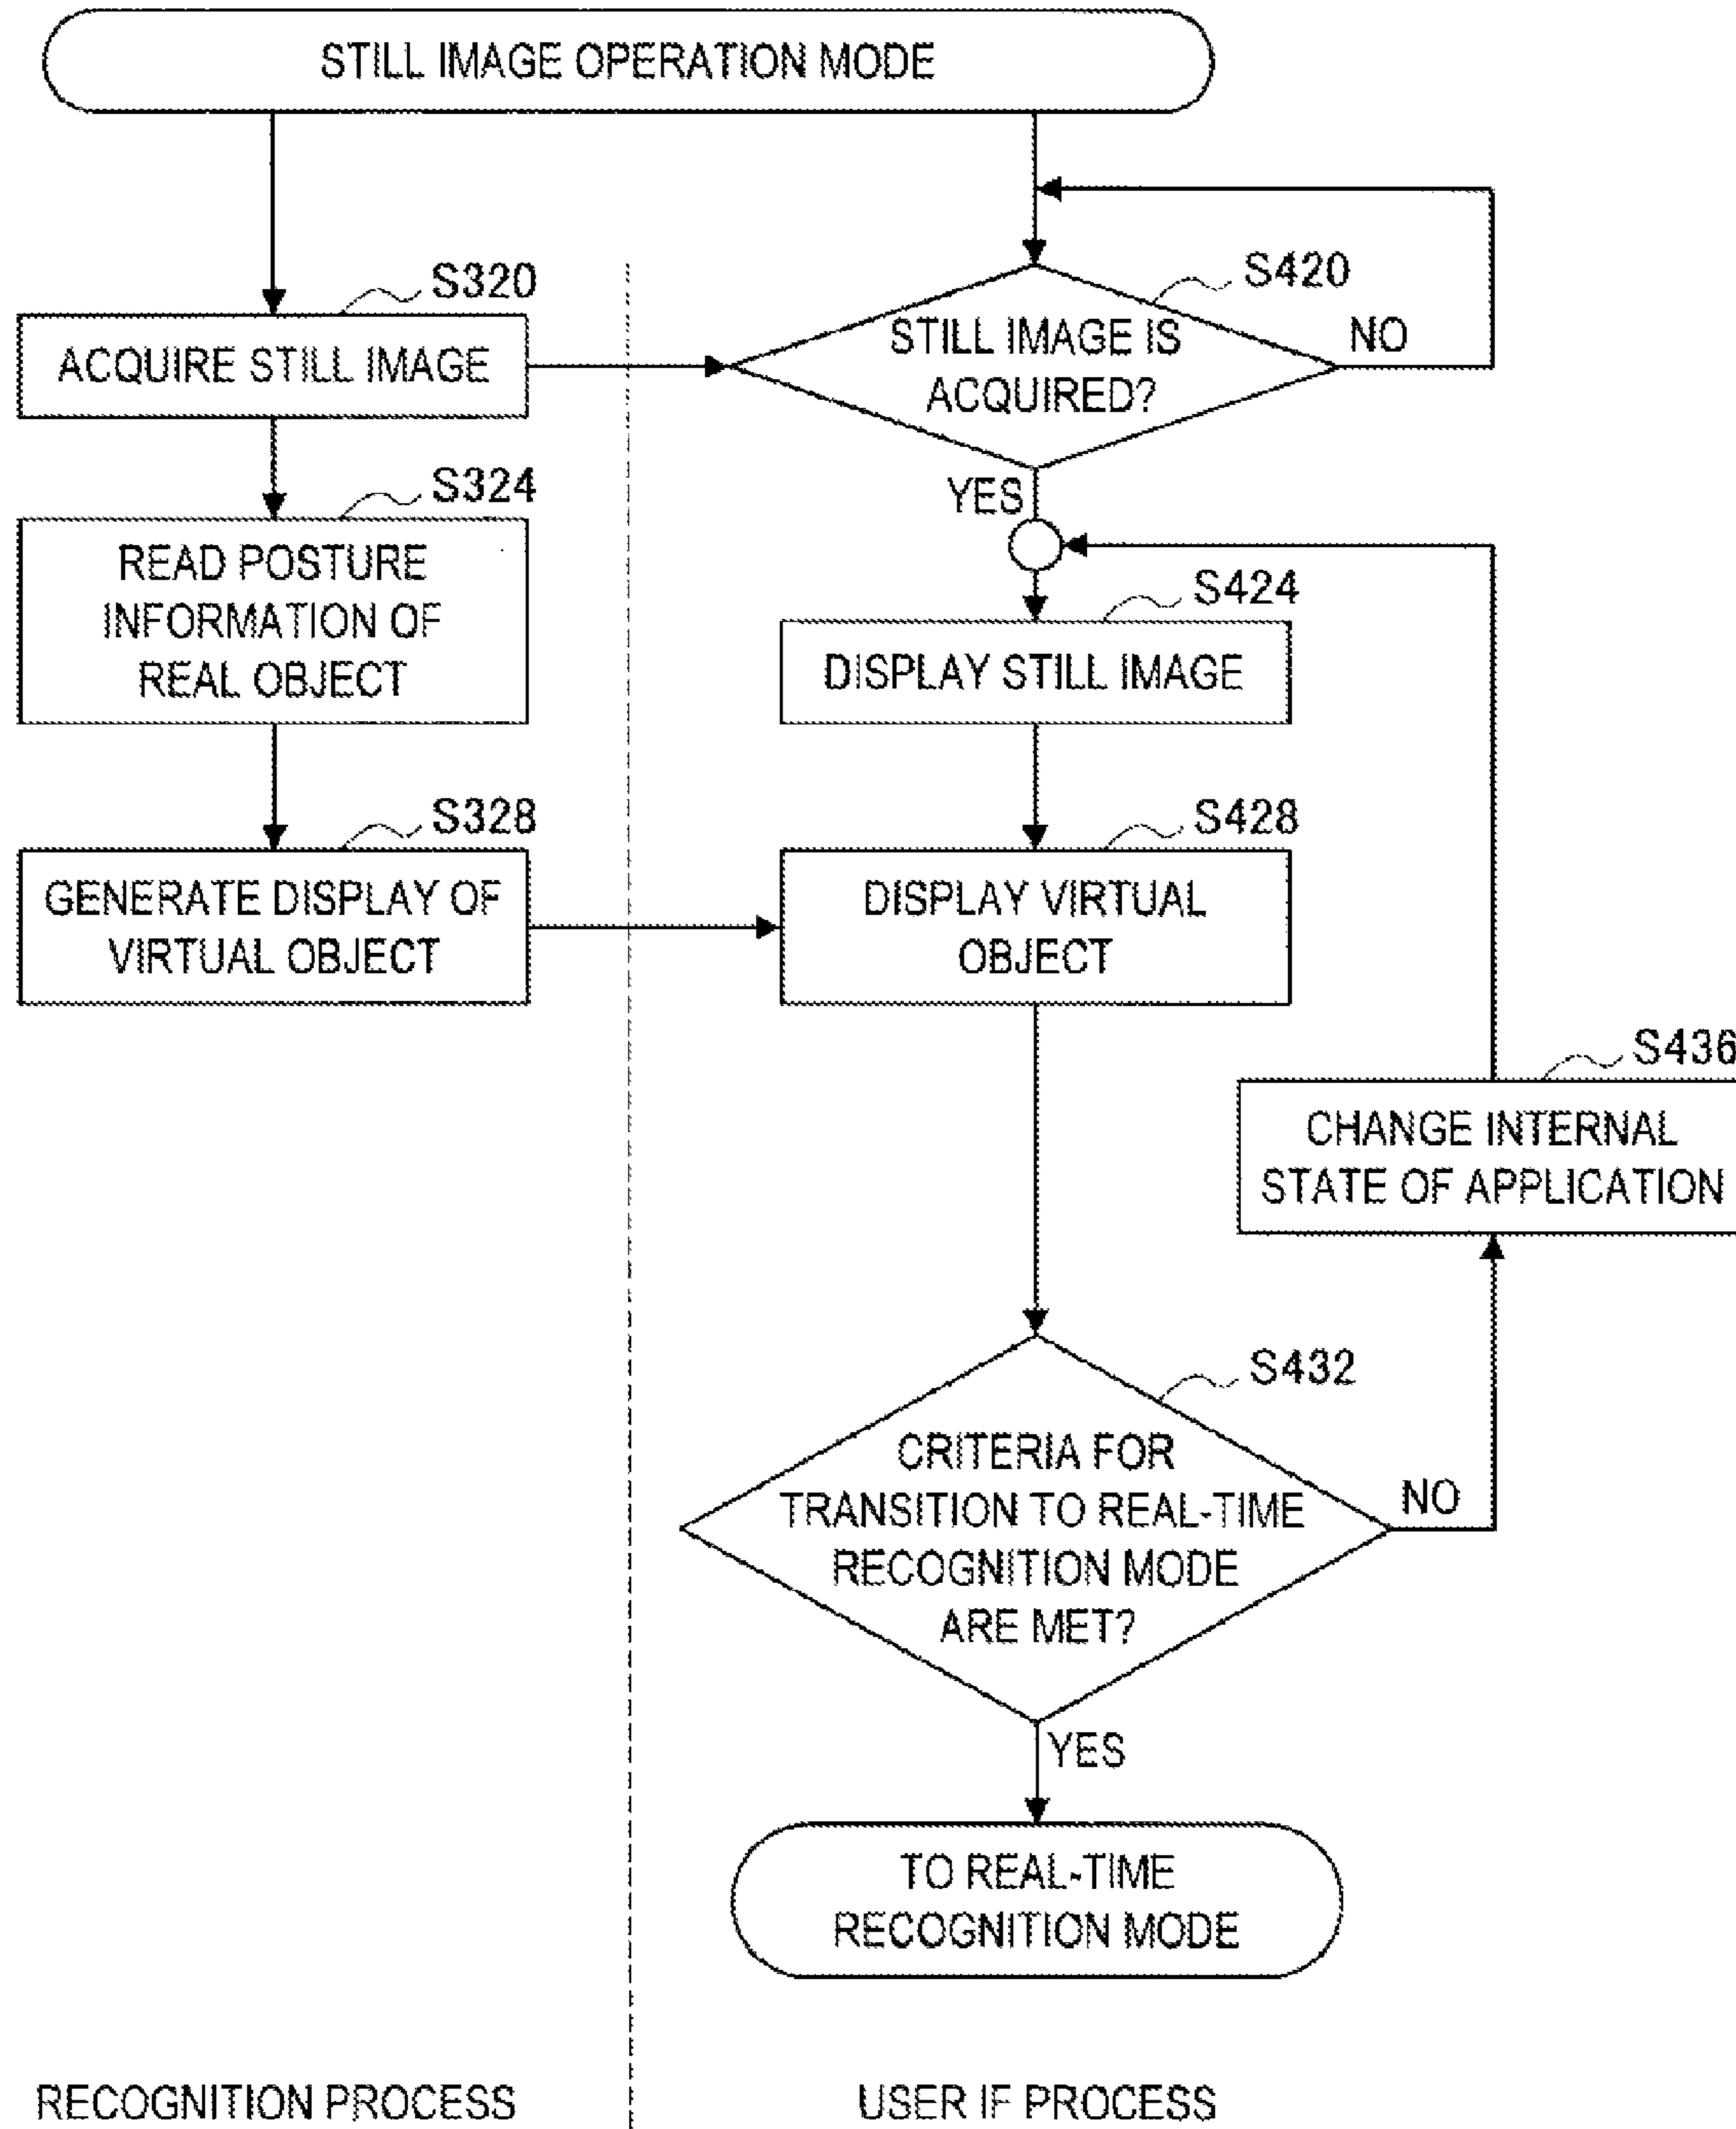 STILL IMAGE OPERATION MODE
S320
ACQUIRE STILL IMAGE
S420
STILL IMAGE IS
ACQUIRED?
NO
YES
S324
READ POSTURE
INFORMATION OF
REAL OBJECT
S424
DISPLAY STILL IMAGE
S328
GENERATE DISPLAY OF
VIRTUAL OBJECT
S428
DISPLAY VIRTUAL
OBJECT
S436
CHANGE INTERNAL
STATE OF APPLICATION
S432
CRITERIA FOR
TRANSITION TO REAL-TIME
RECOGNITION MODE
ARE MET?
NO
YES
TO REAL-TIME
RECOGNITION MODE
RECOGNITION PROCESS
USER IF PROCESS